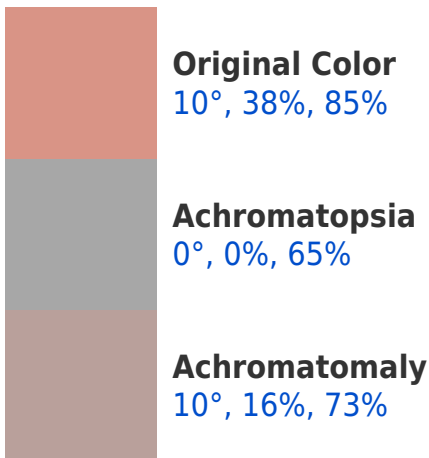 Original Color
10°, 38%, 85%
Achromatopsia
0°, 0%, 65%
Achromatomaly
10°, 16%, 73%